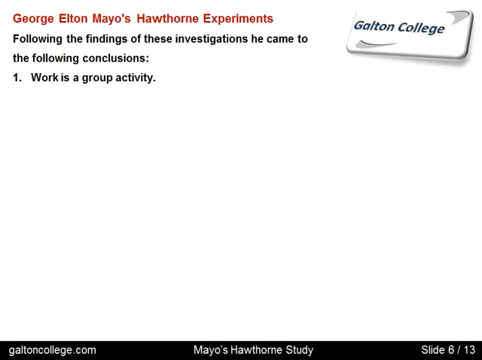 George Elton Mayo's Hawthorne Experiments
Galton College
Following the findings of these investigations he came to
the following conclusions:
1. Work is a group activity.
galtoncollege.com
Mayo's Hawthorne Study
Slide 6 / 13